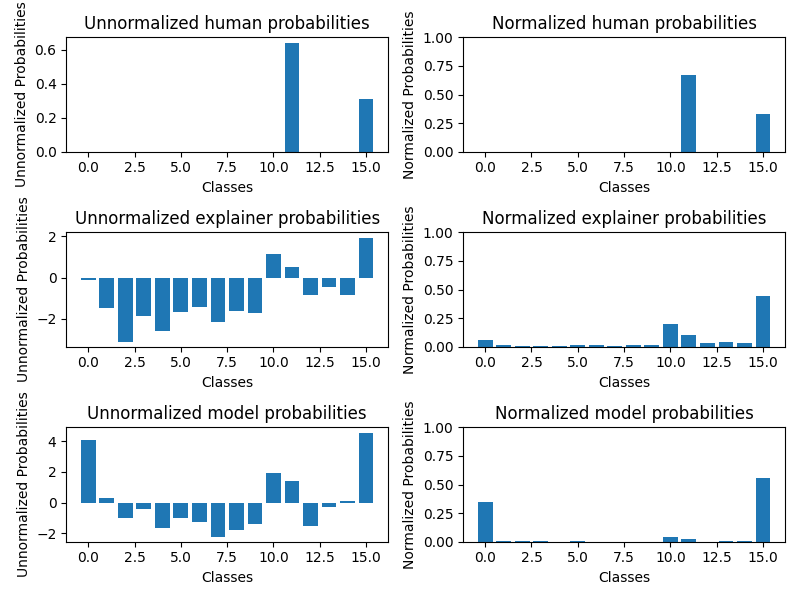 Unnormalized human probabilities
Unnormalized Probabilities
0.6
0.4
0.2
0.0
0.0 2.5 5.0 7.5 10.0 12.5 15.0
Classes
Normalized human probabilities
Normalized Probabilities
1.00
0.75
0.50
0.25
0.00
0.0 2.5 5.0 7.5 10.0 12.5 15.0
Classes
Unnormalized explainer probabilities
Unnormalized Probabilities
2
0
−2
0.0 2.5 5.0 7.5 10.0 12.5 15.0
Classes
Normalized explainer probabilities
Normalized Probabilities
1.00
0.75
0.50
0.25
0.00
0.0 2.5 5.0 7.5 10.0 12.5 15.0
Classes
Unnormalized model probabilities
Unnormalized Probabilities
4
2
0
−2
0.0 2.5 5.0 7.5 10.0 12.5 15.0
Classes
Normalized model probabilities
Normalized Probabilities
1.00
0.75
0.50
0.25
0.00
0.0 2.5 5.0 7.5 10.0 12.5 15.0
Classes